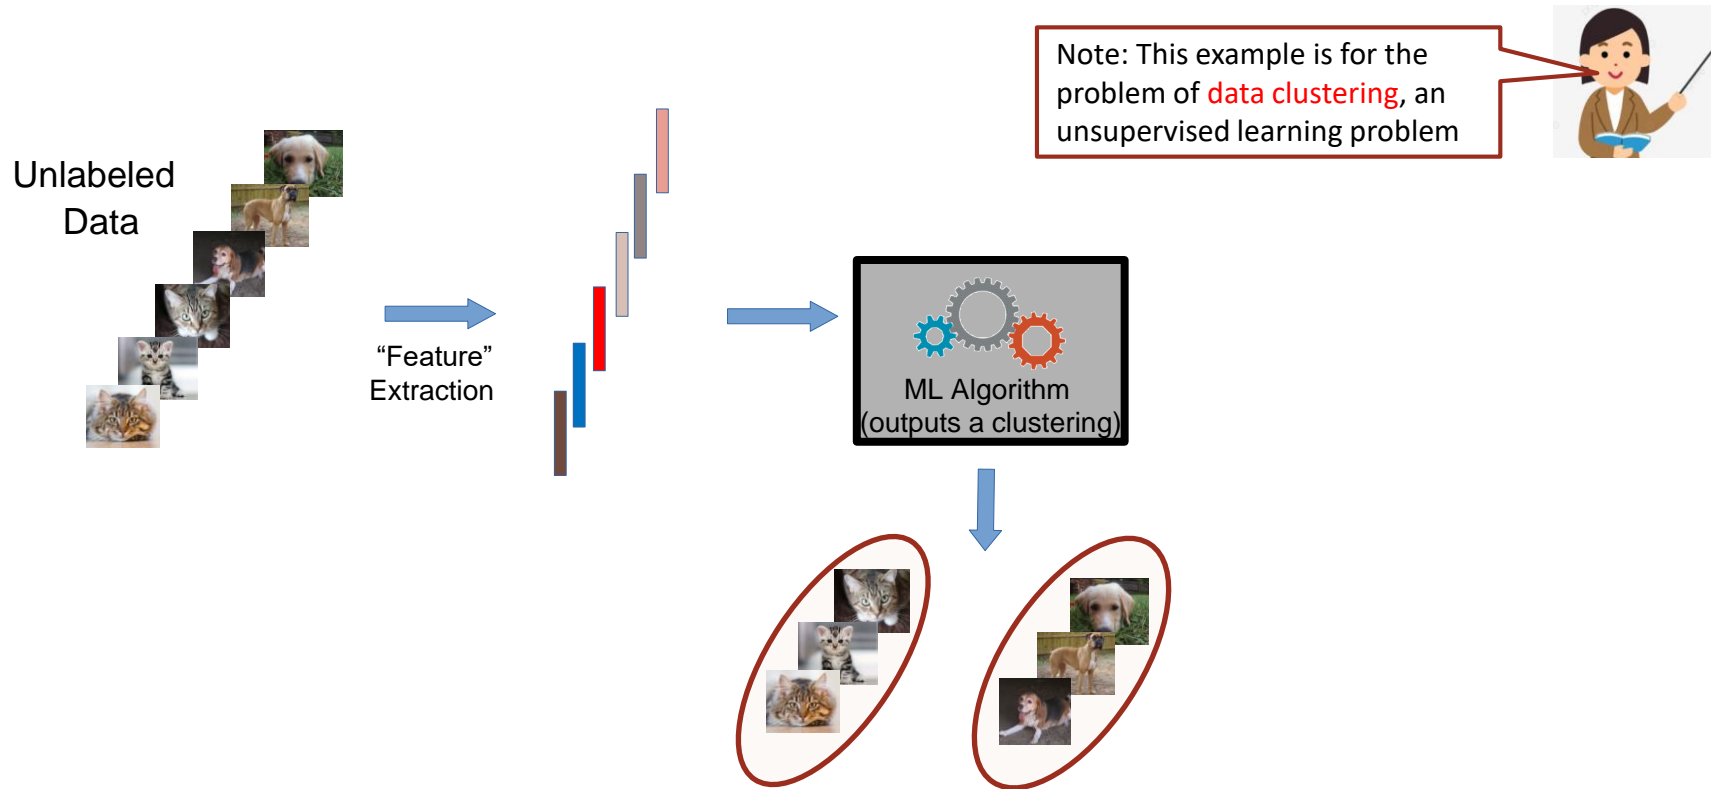 Note: This example is for the
problem of data clustering, an
unsupervised learning problem
Unlabeled
Data
“Feature”
Extraction
ML Algorithm
(outputs a clustering)